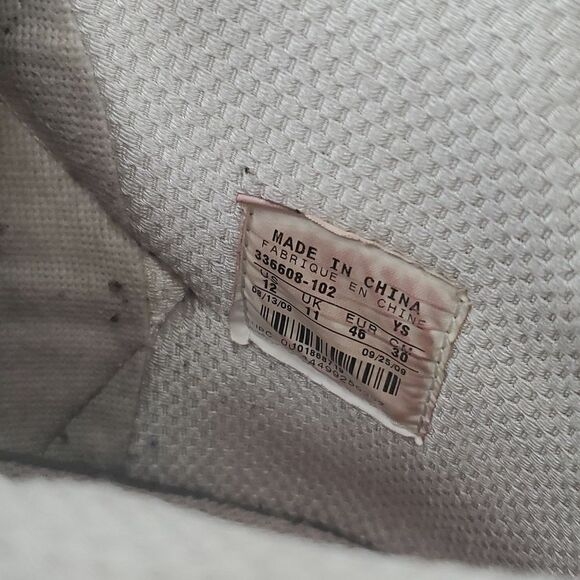 MADE IN CHINA
FABRIQUE EN CHINE
336608-102 YS
US UK EUR CM
12 11 46 30
06/13/09 09/25/09